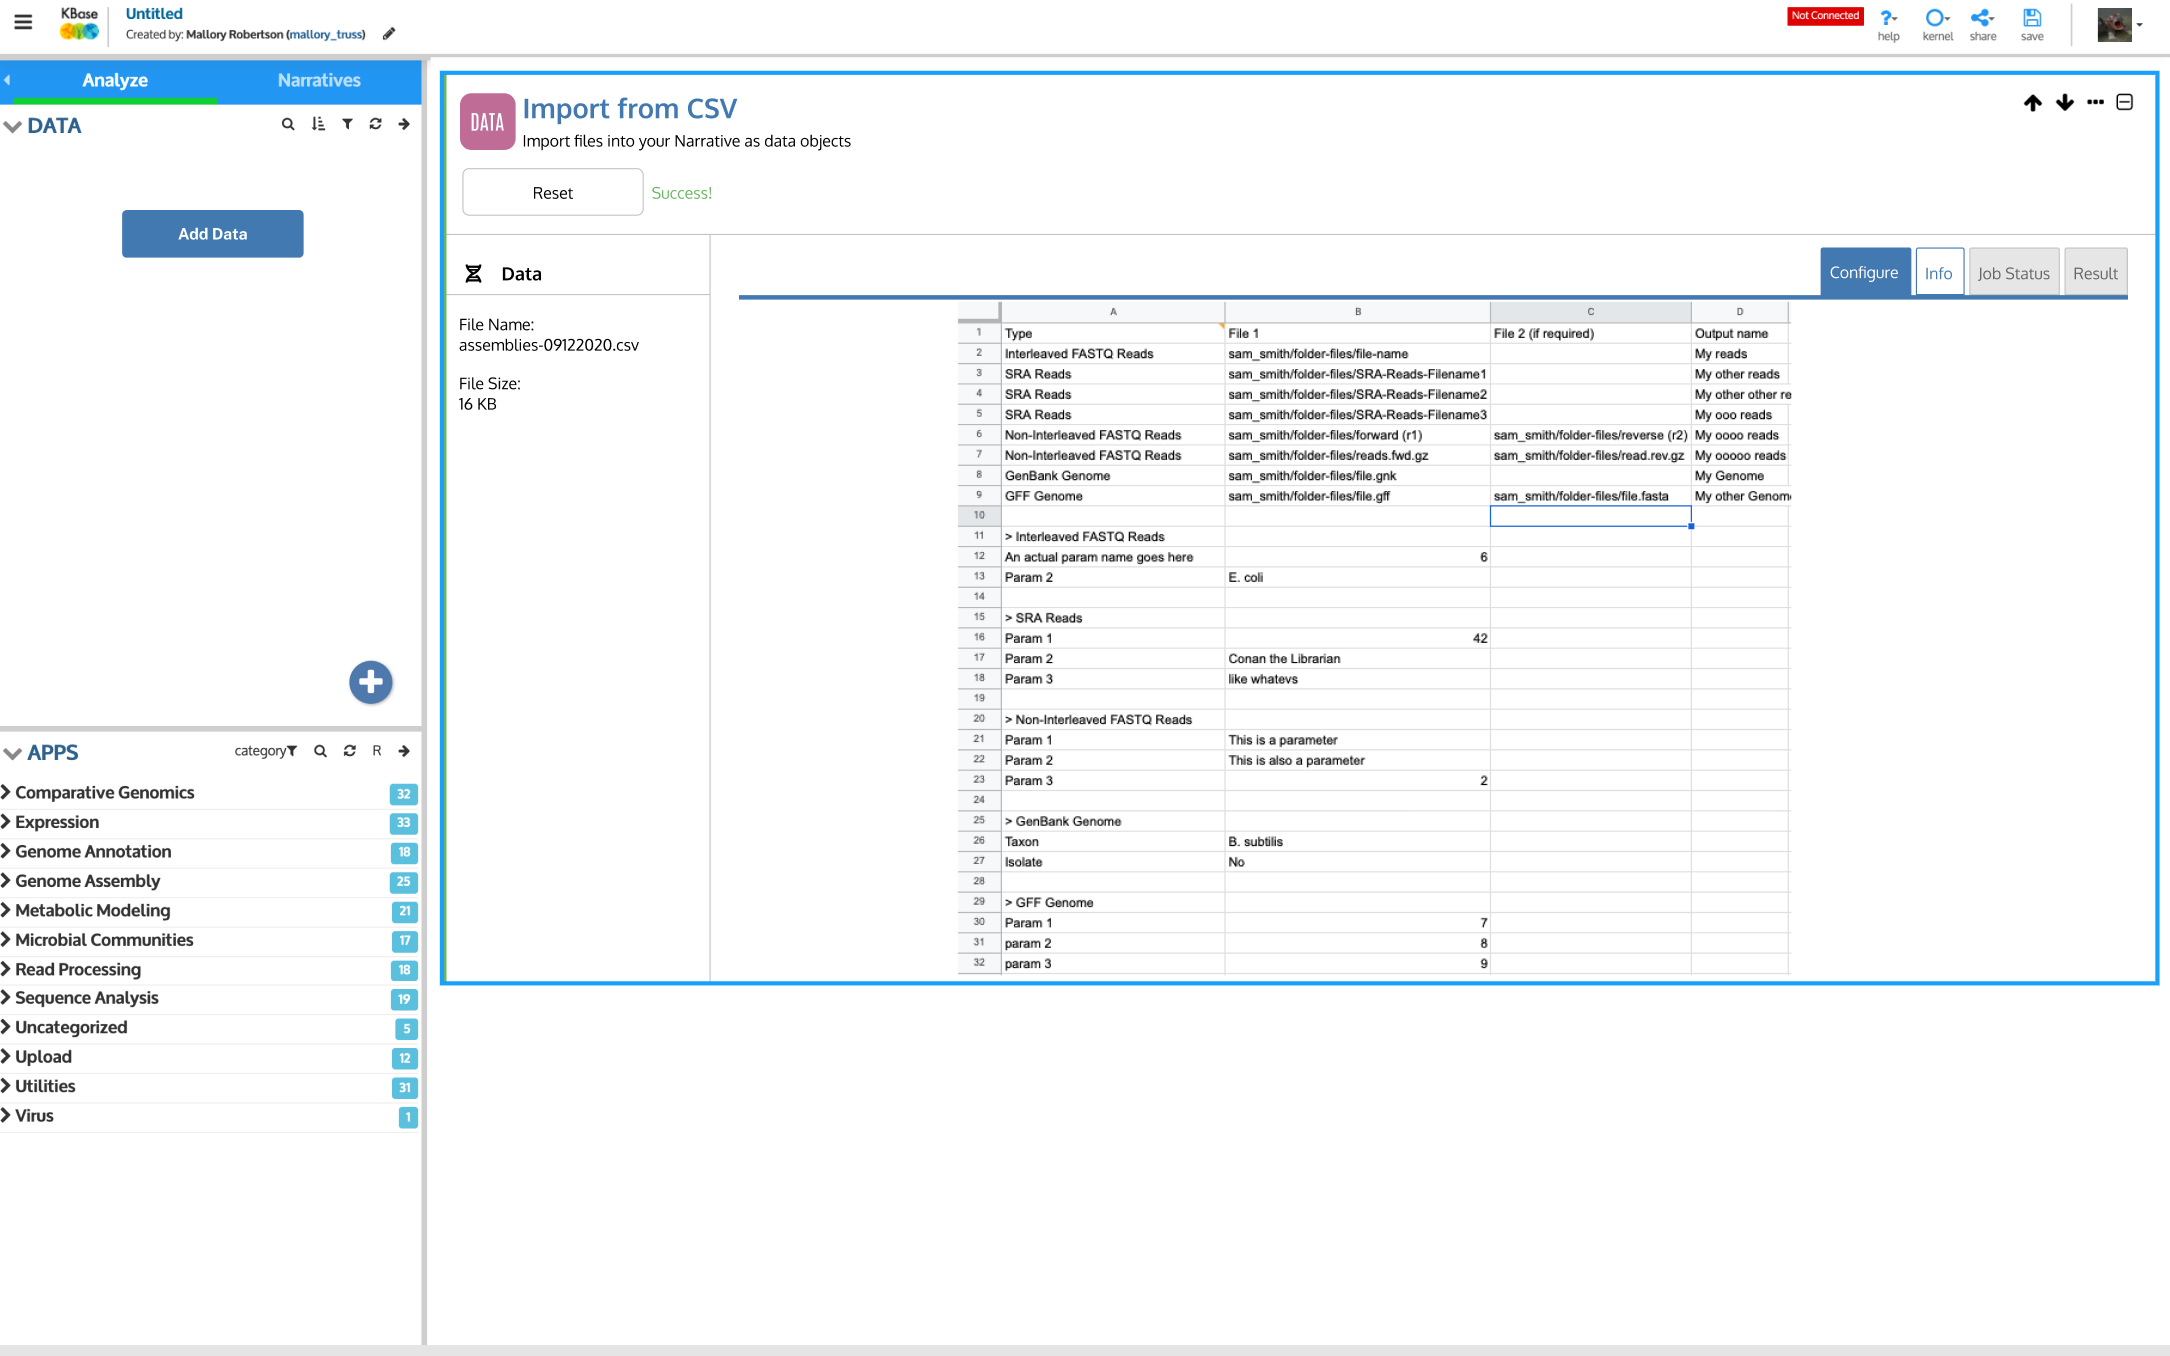 KBase
Untitled
Created by: Mallory Robertson (mallory_truss)
Not Connected
help
kernel
share
save
Analyze
Narratives
DATA
Add Data
APPS
category
R
Comparative Genomics 32
Expression 33
Genome Annotation 18
Genome Assembly 25
Metabolic Modeling 21
Microbial Communities 17
Read Processing 18
Sequence Analysis 19
Uncategorized 5
Upload 12
Utilities 31
Virus 1
DATA
Import from CSV
Import files into your Narrative as data objects
Reset
Success!
Data
File Name:
assemblies-09122020.csv
File Size:
16 KB
Configure
Info
Job Status
Result
A B C D
1 Type File 1 File 2 (if required) Output name
2 Interleaved FASTQ Reads sam_smith/folder-files/file-name My reads
3 SRA Reads sam_smith/folder-files/SRA-Reads-Filename1 My other reads
4 SRA Reads sam_smith/folder-files/SRA-Reads-Filename2 My other other re
5 SRA Reads sam_smith/folder-files/SRA-Reads-Filename3 My ooo reads
6 Non-Interleaved FASTQ Reads sam_smith/folder-files/forward (r1) sam_smith/folder-files/reverse (r2) My oooo reads
7 Non-Interleaved FASTQ Reads sam_smith/folder-files/reads.fwd.gz sam_smith/folder-files/read.rev.gz My ooooo reads
8 GenBank Genome sam_smith/folder-files/file.gnk My Genome
9 GFF Genome sam_smith/folder-files/file.gff sam_smith/folder-files/file.fasta My other Genom
10
11 > Interleaved FASTQ Reads
12 An actual param name goes here 6
13 Param 2 E. coli
14
15 > SRA Reads
16 Param 1 42
17 Param 2 Conan the Librarian
18 Param 3 like whatevs
19
20 > Non-Interleaved FASTQ Reads
21 Param 1 This is a parameter
22 Param 2 This is also a parameter
23 Param 3 2
24
25 > GenBank Genome
26 Taxon B. subtilis
27 Isolate No
28
29 > GFF Genome
30 Param 1 7
31 param 2 8
32 param 3 9